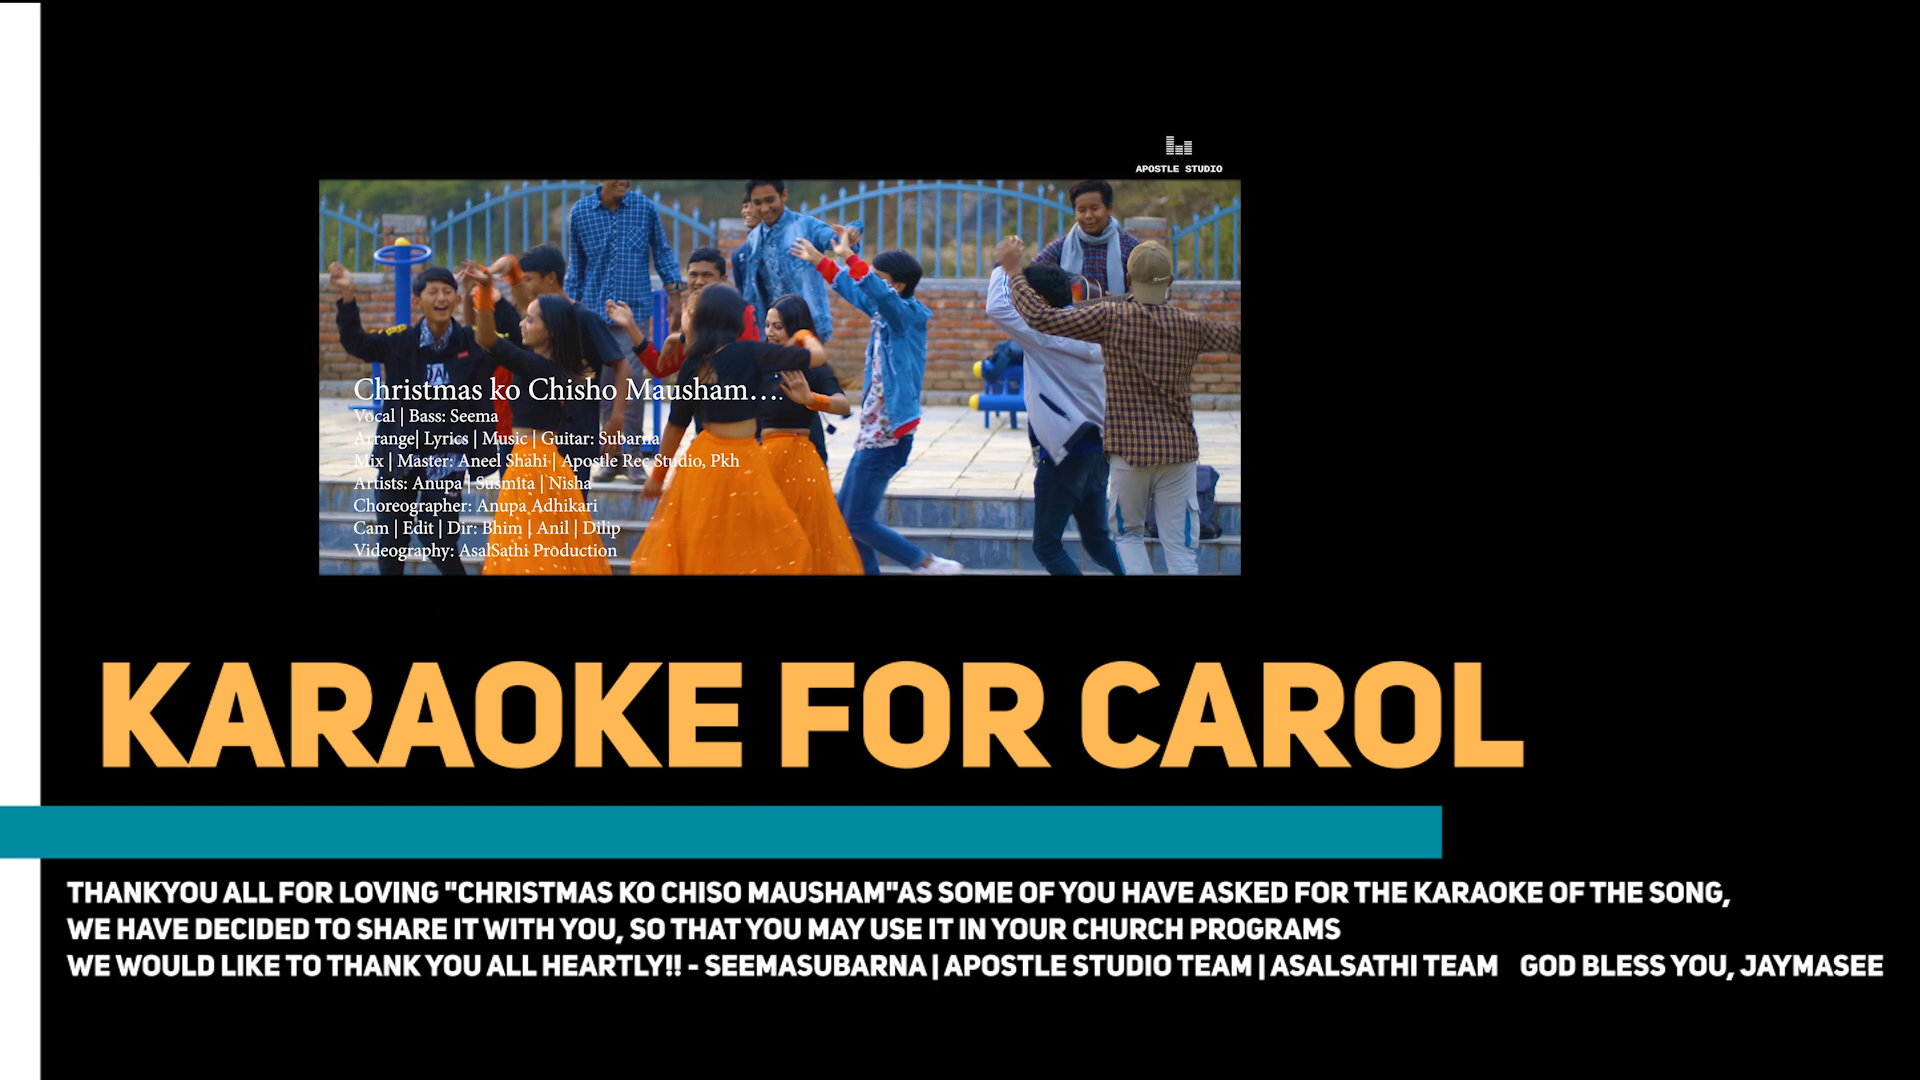 APOSTLE STUDIO
Christmas ko Chisho Mausham….
Vocal | Bass: Seema
Arrange| Lyrics | Music | Guitar: Subarna
Mix | Master: Aneel Shahi | Apostle Rec Studio, Pkh
Artists: Anupa | Susmita | Nisha
Choreographer: Anupa Adhikari
Cam | Edit | Dir: Bhim | Anil | Dilip
Videography: AsalSathi Production
KARAOKE FOR CAROL
THANKYOU ALL FOR LOVING "CHRISTMAS KO CHISO MAUSHAM"AS SOME OF YOU HAVE ASKED FOR THE KARAOKE OF THE SONG,
WE HAVE DECIDED TO SHARE IT WITH YOU, SO THAT YOU MAY USE IT IN YOUR CHURCH PROGRAMS
WE WOULD LIKE TO THANK YOU ALL HEARTLY!! - SEEMASUBARNA | APOSTLE STUDIO TEAM | ASALSATHI TEAM GOD BLESS YOU, JAYMASEE